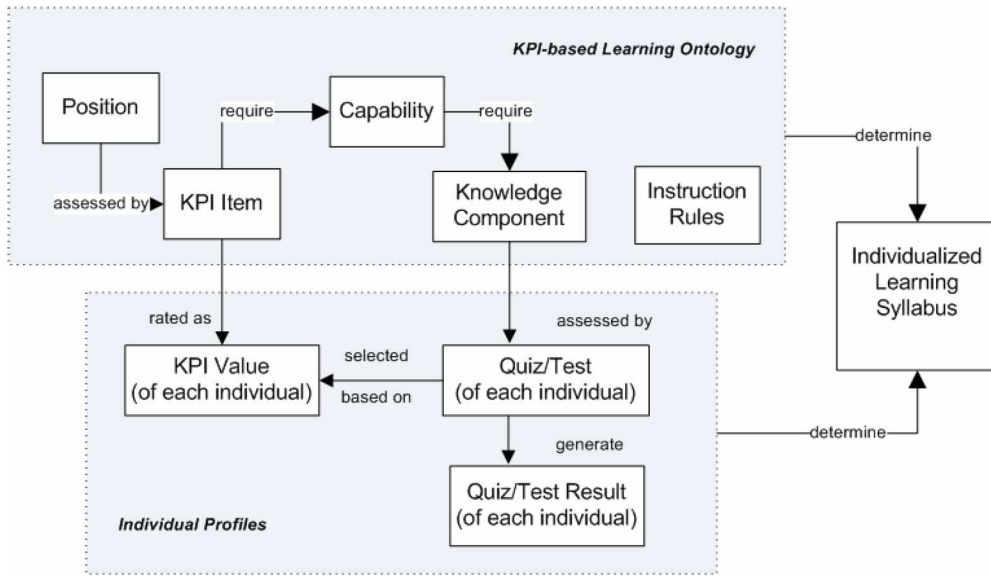 KPI-based Learning Ontology
Position
require
Capability
require
determine
assessed by
KPI Item
Knowledge
Component
Instruction
Rules
Individualized
Learning
Syllabus
rated as
assessed by
KPI Value
(of each individual)
selected
based on
Quiz/Test
(of each individual)
determine
generate
Quiz/Test Result
(of each individual)
Individual Profiles